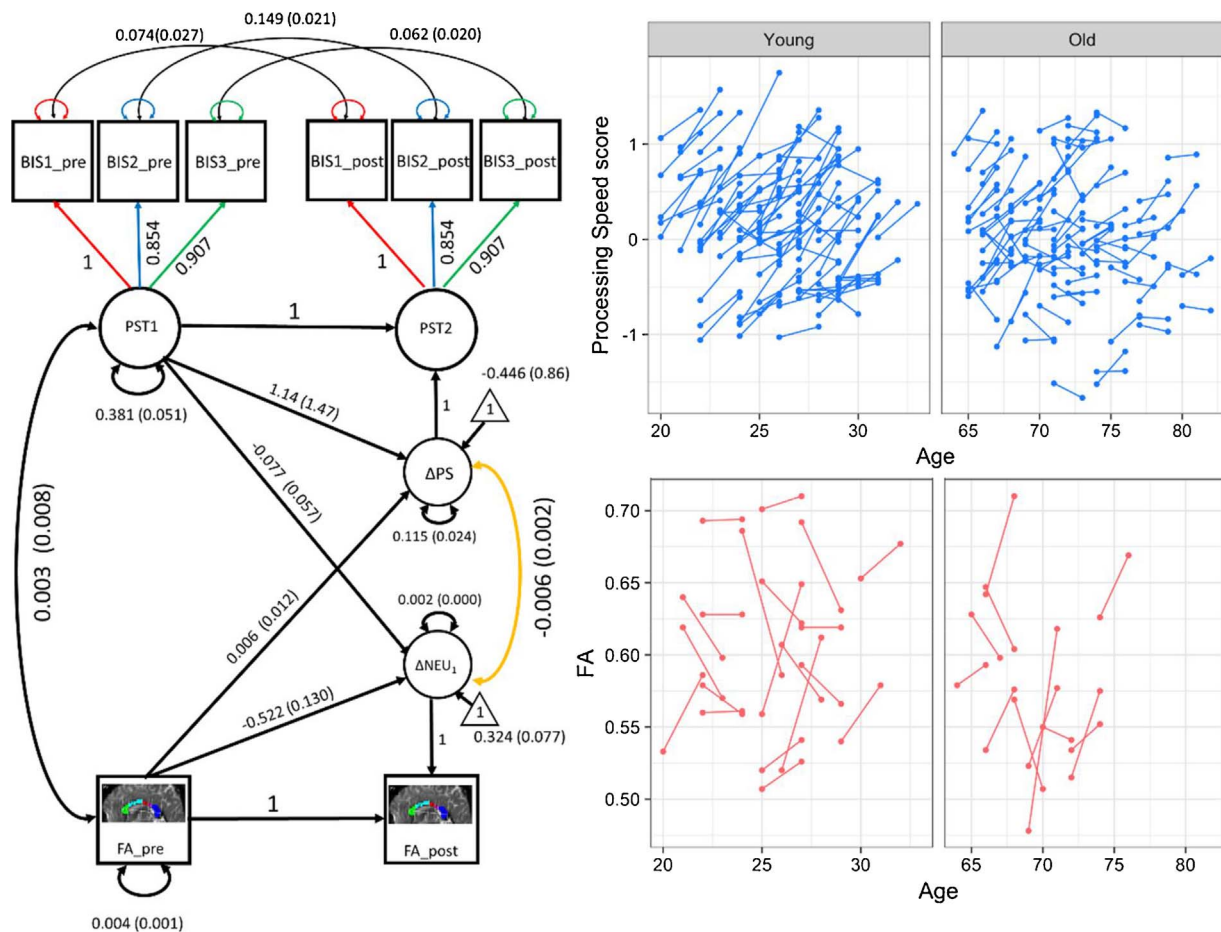 0.149 (0.021)
0.074(0.027)
0.062 (0.020)
BIS1_pre
BIS2_pre
BIS3_pre
BIS1_post
BIS2_post
BIS3_post
1
0.854
0.907
1
0.854
0.907
PST1
1
PST2
0.381 (0.051)
-0.446 (0.86)
1
1.14 (1.47)
1
-0.077 (0.057)
ΔPS
0.115 (0.024)
0.003 (0.008)
-0.006 (0.002)
0.006 (0.012)
0.002 (0.000)
ΔNEU₁
-0.522 (0.130)
1
0.324 (0.077)
1
1
FA_pre
FA_post
0.004 (0.001)
Young
Old
Processing Speed score
1
0
-1
20
25
30
65
70
75
80
Age
Age
FA
0.70
0.65
0.60
0.55
0.50
20
25
30
65
70
75
80
Age
Age